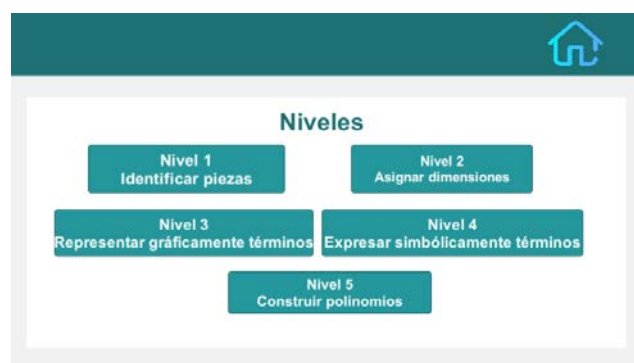 Niveles
Nivel 1
Identificar piezas
Nivel 2
Asignar dimensiones
Nivel 3
Representar gráficamente términos
Nivel 4
Expresar simbólicamente términos
Nivel 5
Construir polinomios